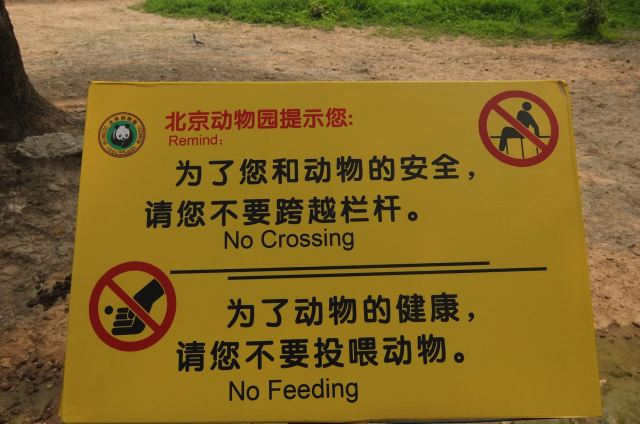 北京动物园提示您:
Remind:
为了您和动物的安全，
请您不要跨越栏杆。
No Crossing
为了动物的健康，
请您不要投喂动物。
No Feeding